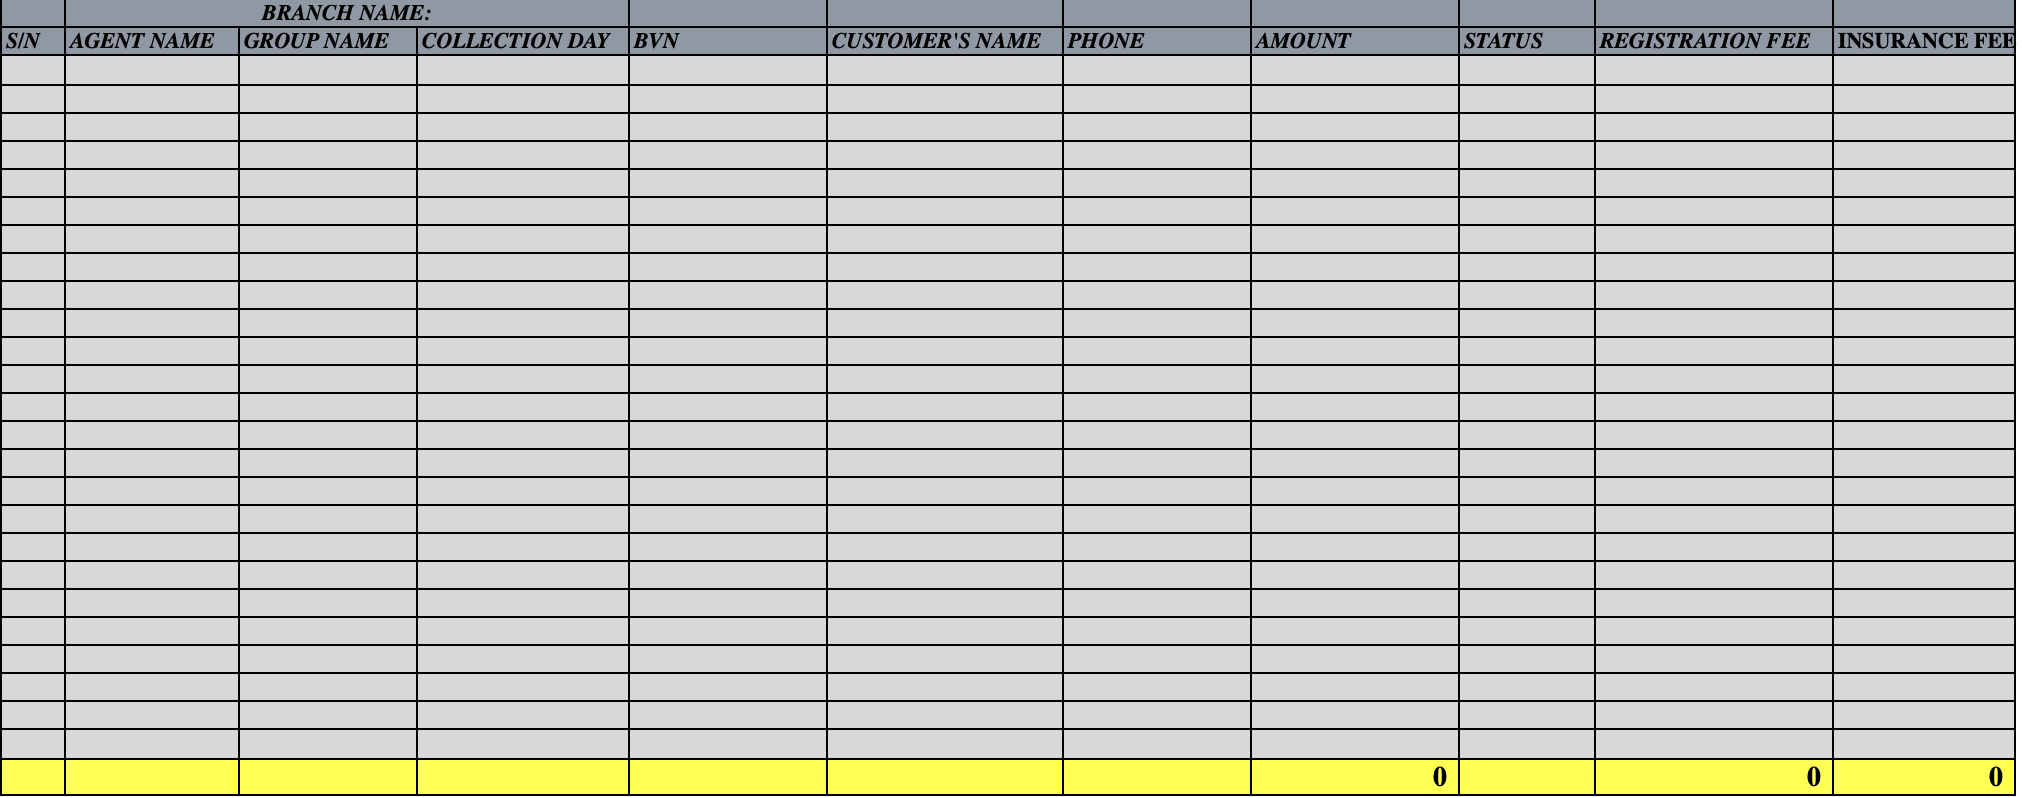 BRANCH NAME:
S/N AGENT NAME GROUP NAME COLLECTION DAY BVN CUSTOMER'S NAME PHONE AMOUNT STATUS REGISTRATION FEE INSURANCE FEE
0 0 0